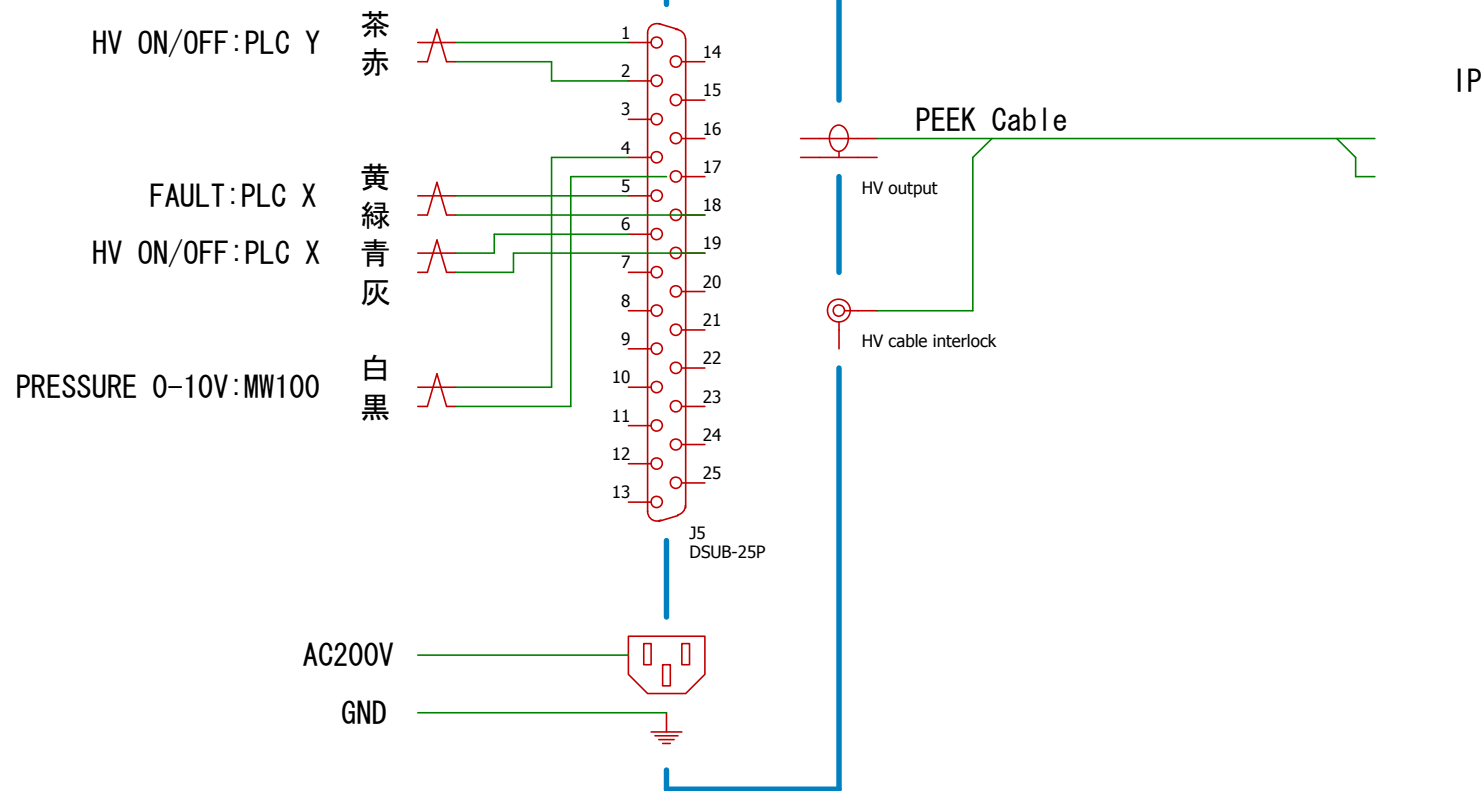 HV ON/OFF:PLC Y
茶
赤
FAULT:PLC X
黄
緑
HV ON/OFF:PLC X
青
灰
PRESSURE 0-10V:MW100
白
黒
1
2
3
4
5
6
7
8
9
10
11
12
13
14
15
16
17
18
19
20
21
22
23
24
25
J5
DSUB-25P
AC200V
GND
PEEK Cable
HV output
HV cable interlock
IP